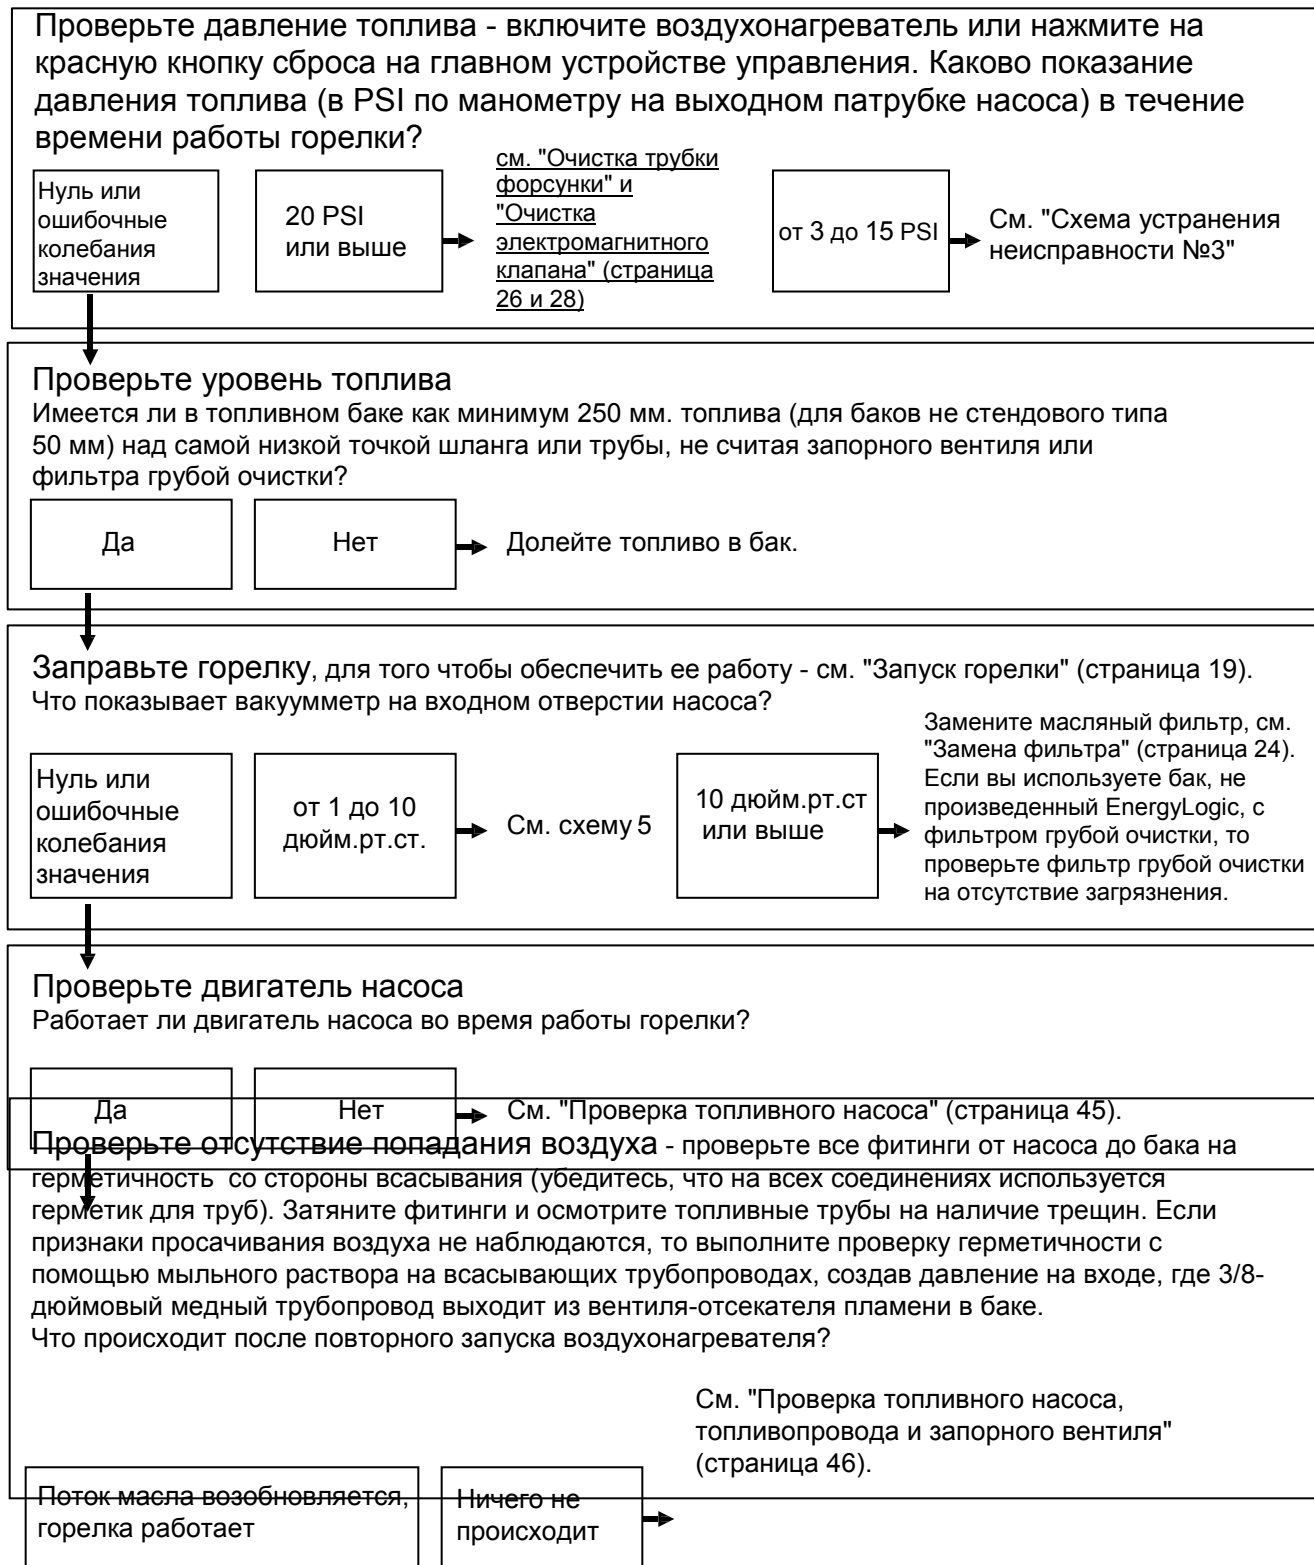 Проверьте давление топлива - включите воздухонагреватель или нажмите на
красную кнопку сброса на главном устройстве управления. Каково показание
давления топлива (в PSI по манометру на выходном патрубке насоса) в течение
времени работы горелки?
Нуль или
ошибочные
колебания
значения
20 PSI
или выше
см. "Очистка трубки
форсунки" и
"Очистка
электромагнитного
клапана" (страница
26 и 28)
от 3 до 15 PSI
См. "Схема устранения
неисправности №3"
Проверьте уровень топлива
Имеется ли в топливном баке как минимум 250 мм. топлива (для баков не стендового типа
50 мм) над самой низкой точкой шланга или трубы, не считая запорного вентиля или
фильтра грубой очистки?
Да
Нет
Долейте топливо в бак.
Заправьте горелку, для того чтобы обеспечить ее работу - см. "Запуск горелки" (страница 19).
Что показывает вакуумметр на входном отверстии насоса?
Нуль или
ошибочные
колебания
значения
от 1 до 10
дюйм.рт.ст.
См. схему 5
10 дюйм.рт.ст
или выше
Замените масляный фильтр, см.
"Замена фильтра" (страница 24).
Если вы используете бак, не
произведенный EnergyLogic, с
фильтром грубой очистки, то
проверьте фильтр грубой очистки
на отсутствие загрязнения.
Проверьте двигатель насоса
Работает ли двигатель насоса во время работы горелки?
Да
Нет
См. "Проверка топливного насоса" (страница 45).
Проверьте отсутствие попадания воздуха - проверьте все фитинги от насоса до бака на
герметичность со стороны всасывания (убедитесь, что на всех соединениях используется
герметик для труб). Затяните фитинги и осмотрите топливные трубы на наличие трещин. Если
признаки просачивания воздуха не наблюдаются, то выполните проверку герметичности с
помощью мыльного раствора на всасывающих трубопроводах, создав давление на входе, где 3/8-
дюймовый медный трубопровод выходит из вентиля-отсекателя пламени в баке.
Что происходит после повторного запуска воздухонагревателя?
См. "Проверка топливного насоса,
топливопровода и запорного вентиля"
(страница 46).
Поток масла возобновляется,
горелка работает
Ничего не
происходит